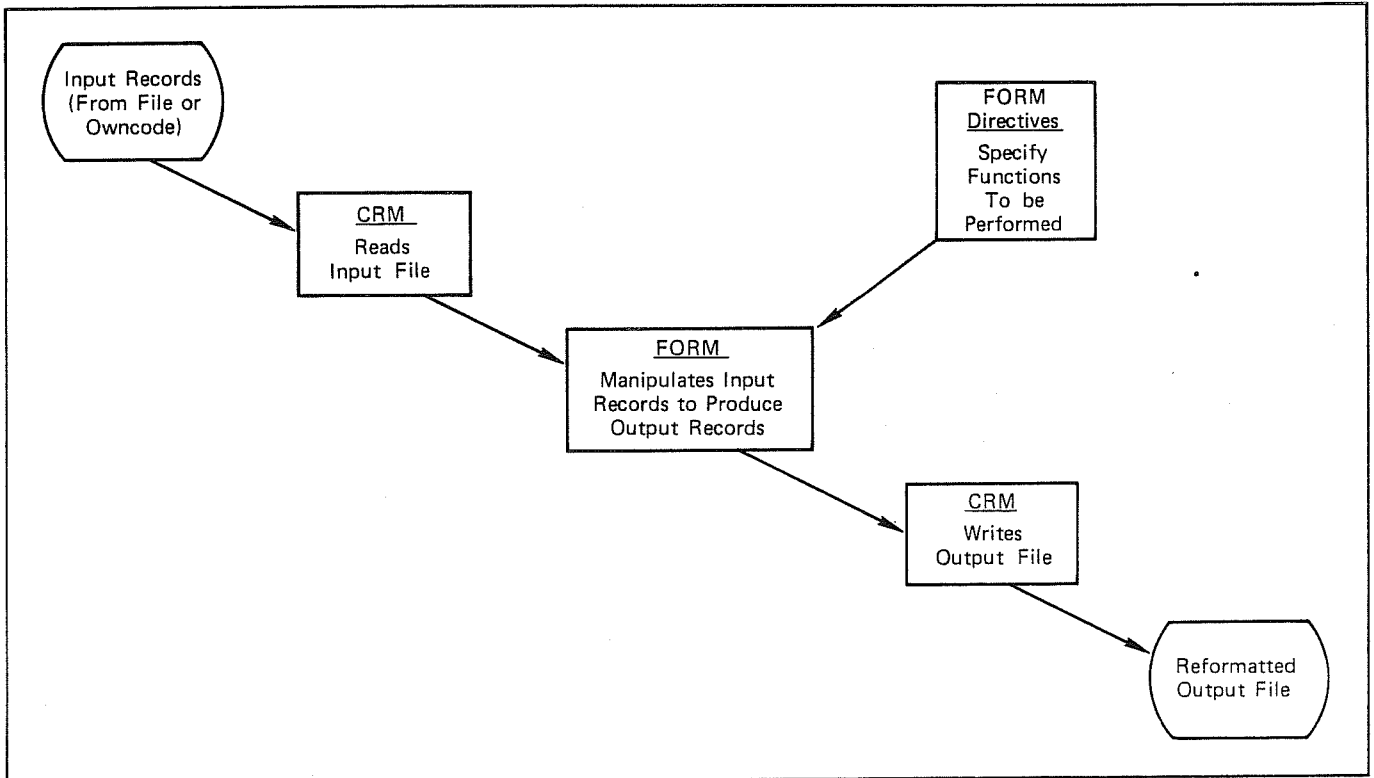 Input Records
(From File or
Owncode)
FORM
Directives
Specify
Functions
To be
Performed
CRM
Reads
Input File
FORM
Manipulates Input
Records to Produce
Output Records
CRM
Writes
Output File
Reformatted
Output File